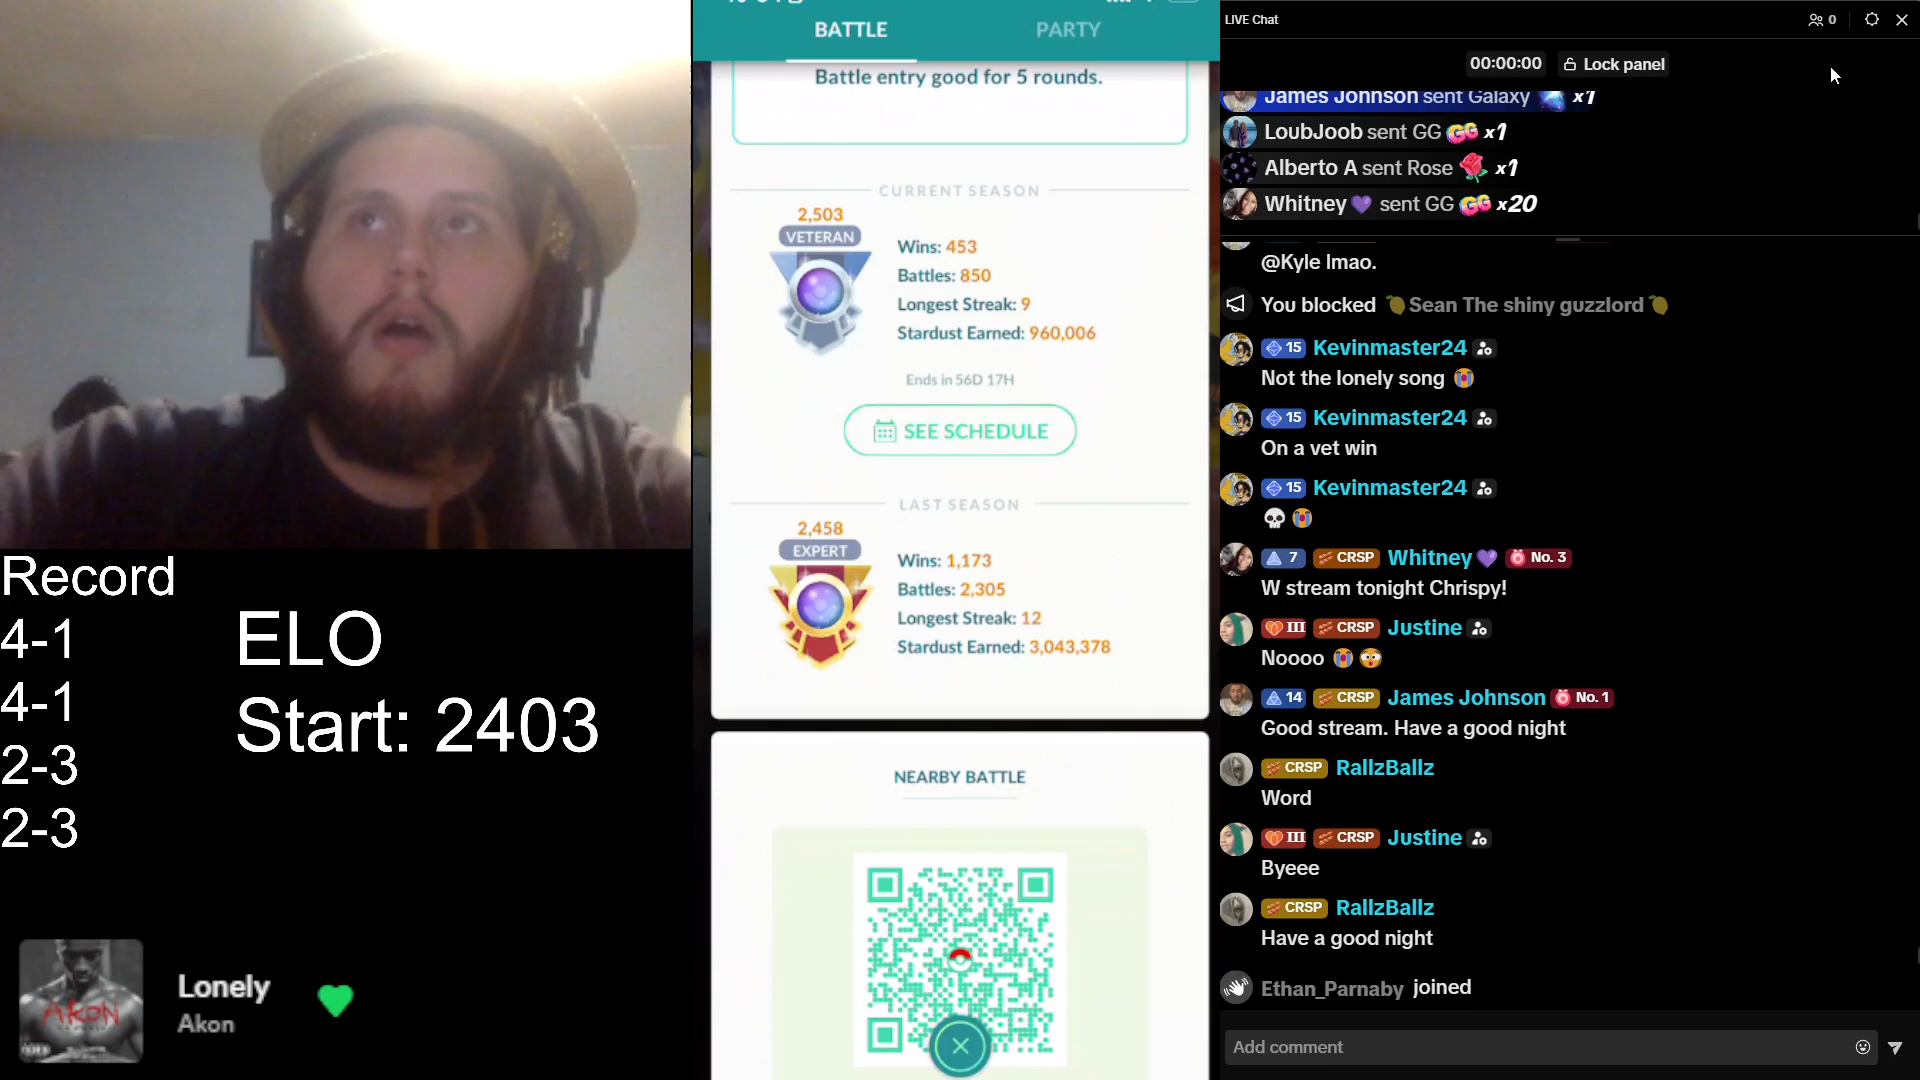 BATTLE
PARTY
Battle entry good for 5 rounds.
CURRENT SEASON
2,503
VETERAN
Wins: 453
Battles: 850
Longest Streak: 9
Stardust Earned: 960,006
Ends in 56D 17H
SEE SCHEDULE
LAST SEASON
2,458
EXPERT
Wins: 1,173
Battles: 2,305
Longest Streak: 12
Stardust Earned: 3,043,378
NEARBY BATTLE
Record
4-1
4-1
2-3
2-3
ELO
Start: 2403
AKON
Lonely
Akon
LIVE Chat
0
00:00:00
Lock panel
James Johnson sent Galaxy x1
LoubJoob sent GG GG x1
Alberto A sent Rose x1
Whitney💜 sent GG GG x20
@Kyle lmao.
You blocked 🍋Sean The shiny guzzlord🍋
15 Kevinmaster24
Not the lonely song 😭
15 Kevinmaster24
On a vet win
15 Kevinmaster24
💀😭
7 CRSP Whitney💜 No. 3
W stream tonight Chrispy!
III CRSP Justine
Noooo 😭😳
14 CRSP James Johnson No. 1
Good stream. Have a good night
CRSP RallzBallz
Word
III CRSP Justine
Byeee
CRSP RallzBallz
Have a good night
Ethan_Parnaby joined
Add comment